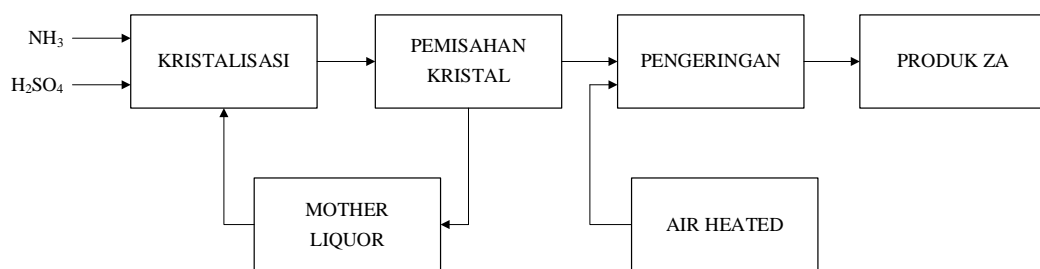 NH₃
H₂SO₄
KRISTALISASI
PEMISAHAN
KRISTAL
PENGERINGAN
PRODUK ZA
MOTHER
LIQUOR
AIR HEATED